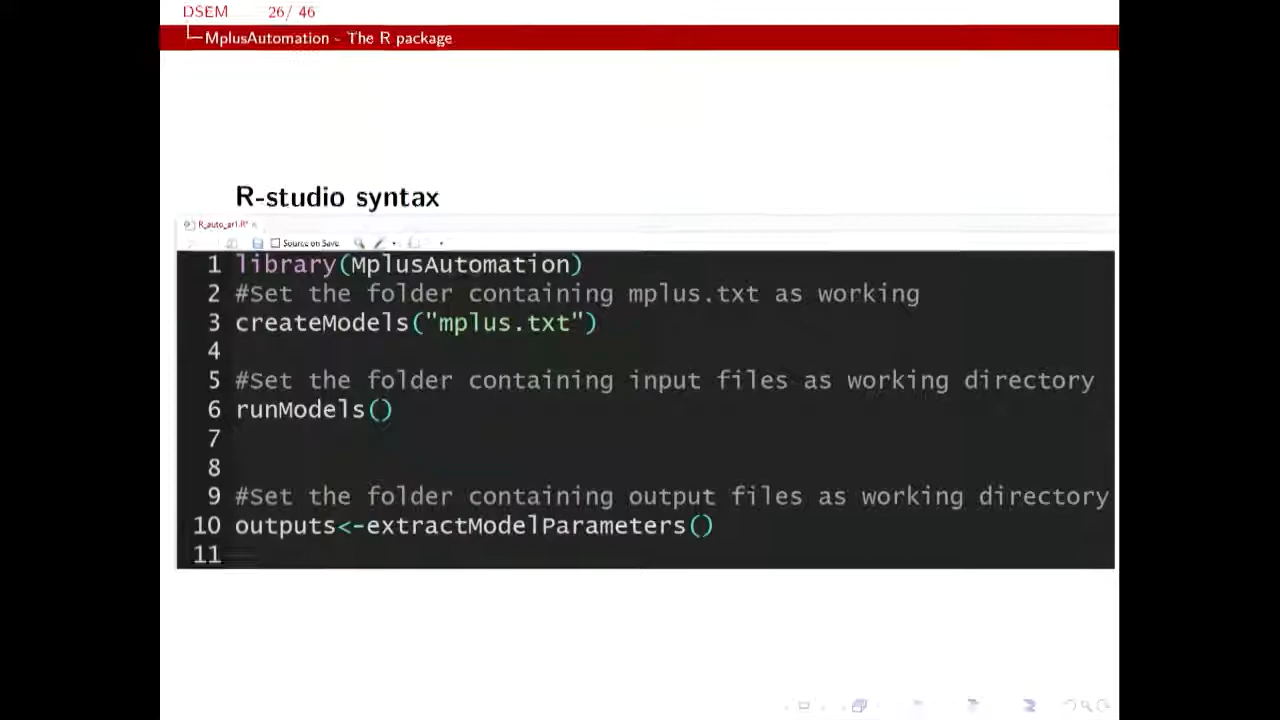 DSEM 26/ 46
MplusAutomation - The R package
R-studio syntax
R_auto_ar1.R*
Source on Save
1 library(MplusAutomation)
2 #Set the folder containing mplus.txt as working
3 createModels("mplus.txt")
4
5 #Set the folder containing input files as working directory
6 runModels()
7
8
9 #Set the folder containing output files as working directory
10 outputs<-extractModelParameters()
11